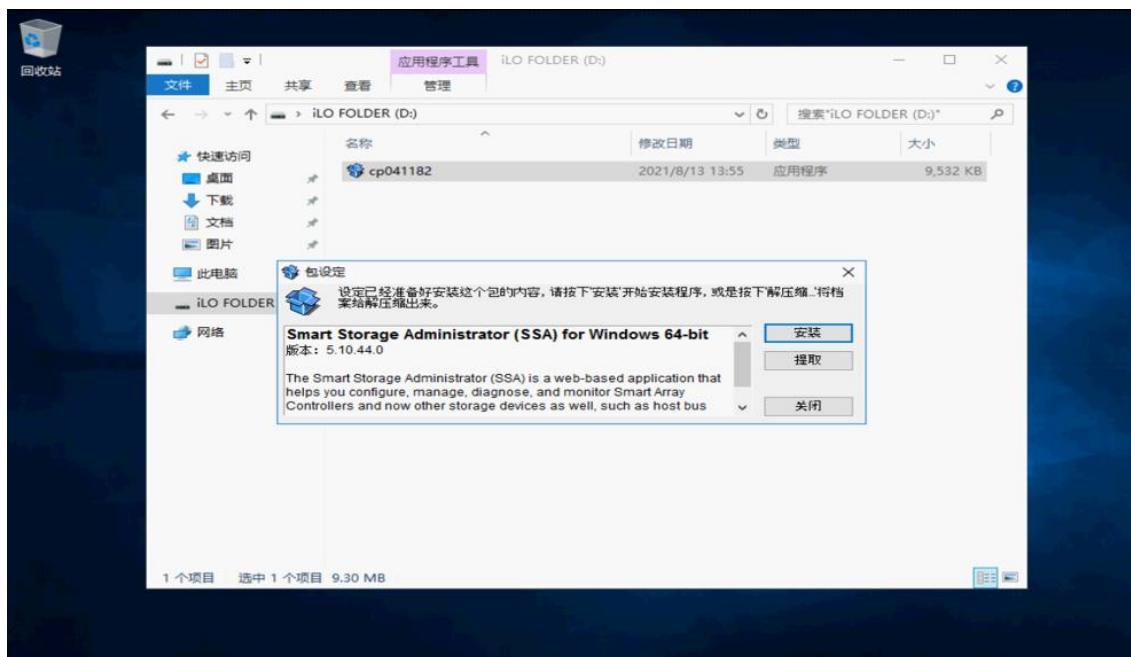 回收站
应用程序工具
iLO FOLDER (D:)
文件
主页
共享
查看
管理
iLO FOLDER (D:)
搜索"iLO FOLDER (D:)"
名称
修改日期
类型
大小
快速访问
桌面
下载
文档
图片
此电脑
iLO FOLDER
网络
cp041182
2021/8/13 13:55
应用程序
9,532 KB
包设定
设定已经准备好安装这个包的内容，请按下'安装'开始安装程序，或是按下'解压缩...'将档
案给解压缩出来。
Smart Storage Administrator (SSA) for Windows 64-bit
版本： 5.10.44.0
The Smart Storage Administrator (SSA) is a web-based application that
helps you configure, manage, diagnose, and monitor Smart Array
Controllers and now other storage devices as well, such as host bus
安装
提取
关闭
1 个项目
选中 1 个项目 9.30 MB